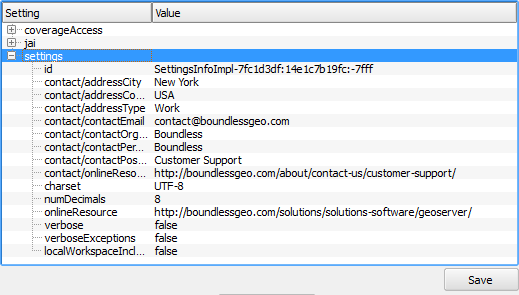 Setting Value
coverageAccess
jai
settings
id SettingsInfoImpl-7fc1d3df:14e1c7b19fc:-7fff
contact/addressCity New York
contact/addressCo... USA
contact/addressType Work
contact/contactEmail contact@boundlessgeo.com
contact/contactOrg... Boundless
contact/contactPer... Boundless
contact/contactPos... Customer Support
contact/onlineReso... http://boundlessgeo.com/about/contact-us/customer-support/
charset UTF-8
numDecimals 8
onlineResource http://boundlessgeo.com/solutions/solutions-software/geoserver/
verbose false
verboseExceptions false
localWorkspaceIncl... false
Save